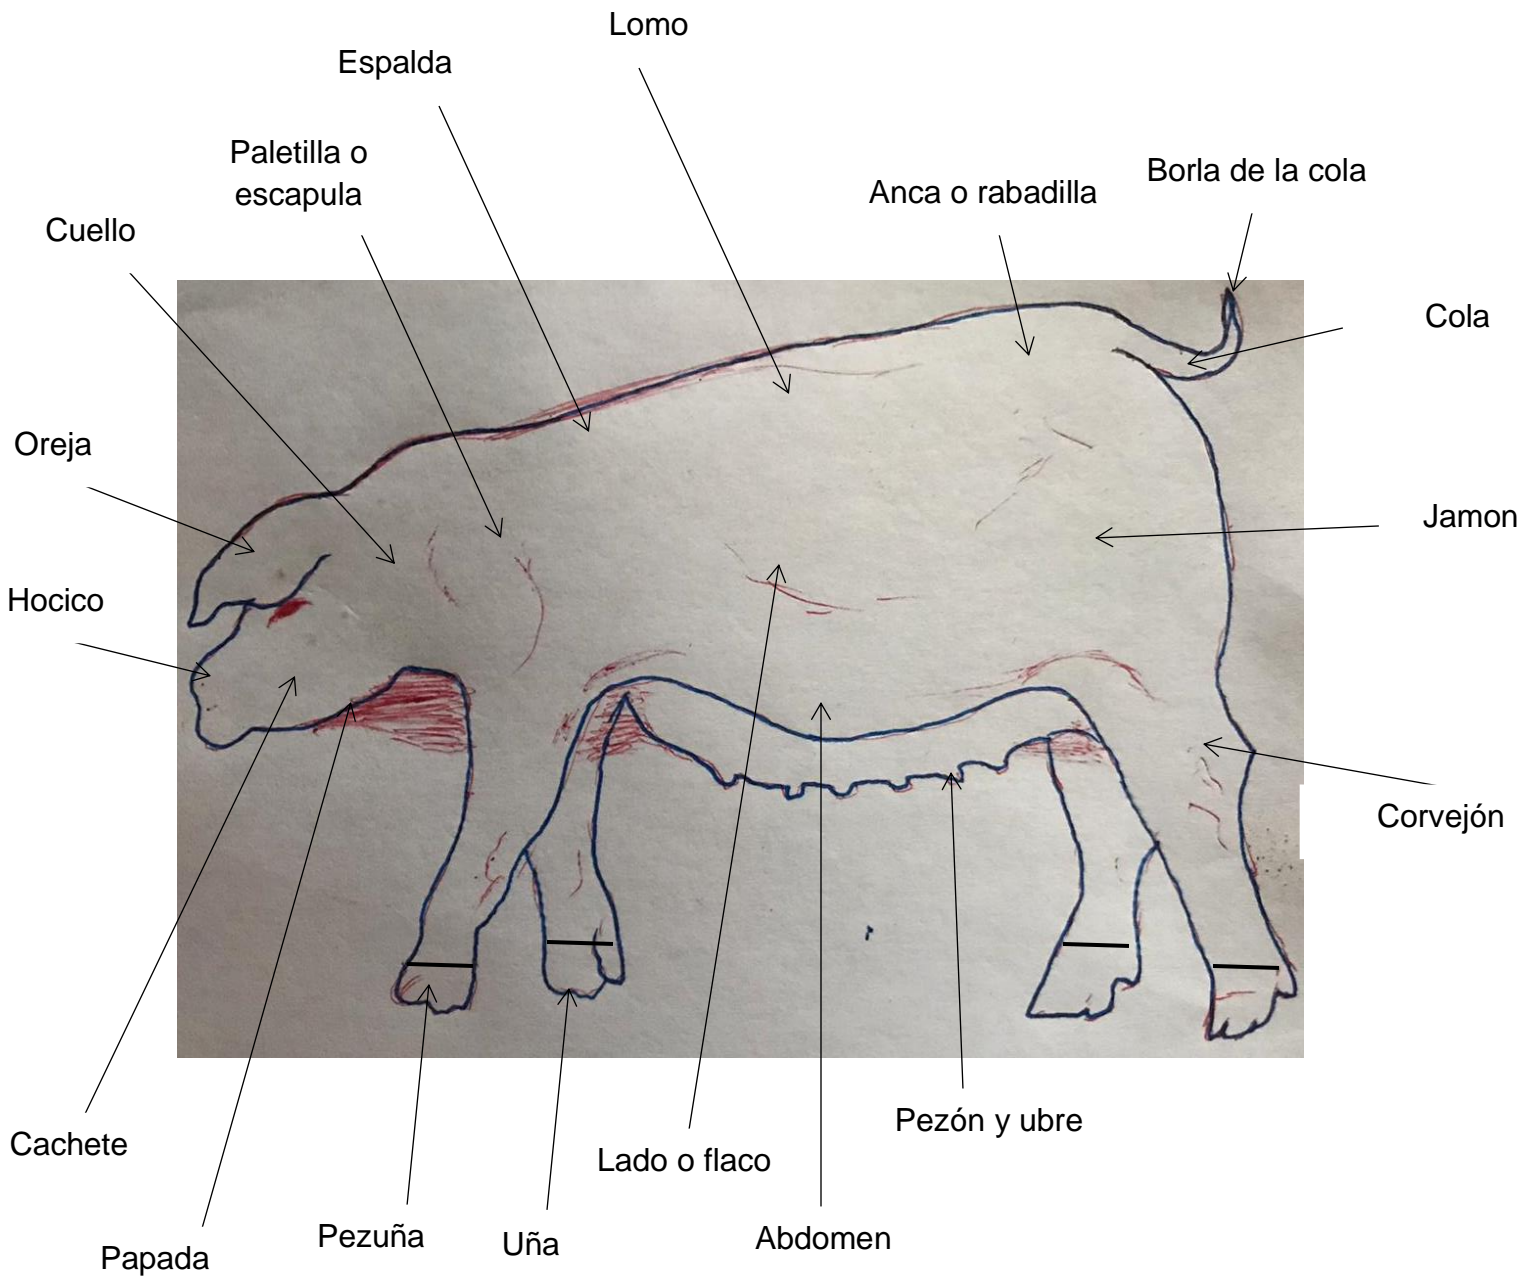 Lomo
Espalda
Paletilla o
escapula
Borla de la cola
Anca o rabadilla
Cuello
Cola
Oreja
Jamon
Hocico
Corvejón
Pezón y ubre
Cachete
Lado o flaco
Pezuña
Uña
Abdomen
Papada